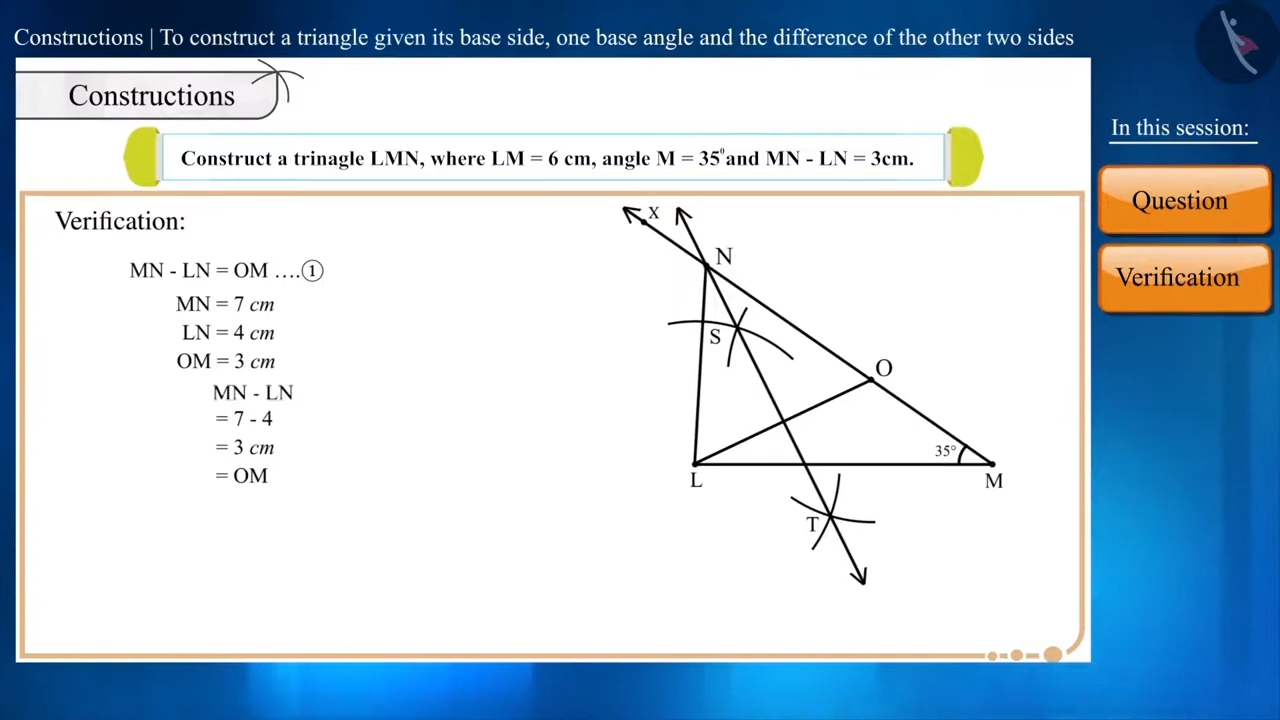 Constructions | To construct a triangle given its base side, one base angle and the difference of the other two sides
Constructions
In this session:
Construct a trinagle LMN, where LM = 6 cm, angle M = 35⁰ and MN - LN = 3cm.
Question
Verification
Verification:
MN - LN = OM ....①
MN = 7 cm
LN = 4 cm
OM = 3 cm
MN - LN
= 7 - 4
= 3 cm
= OM
X
N
S
O
35°
L
M
T